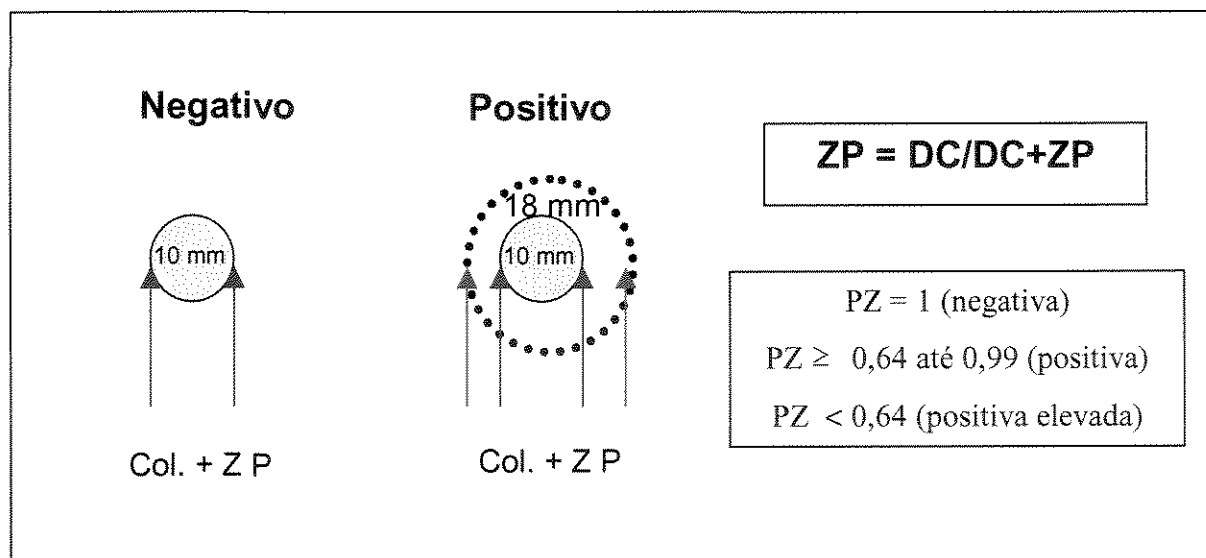 Negativo
10 mm
Col. + Z P
Positivo
18 mm
10 mm
Col. + Z P
ZP = DC/DC+ZP
PZ = 1 (negativa)
PZ ≥ 0,64 até 0,99 (positiva)
PZ < 0,64 (positiva elevada)